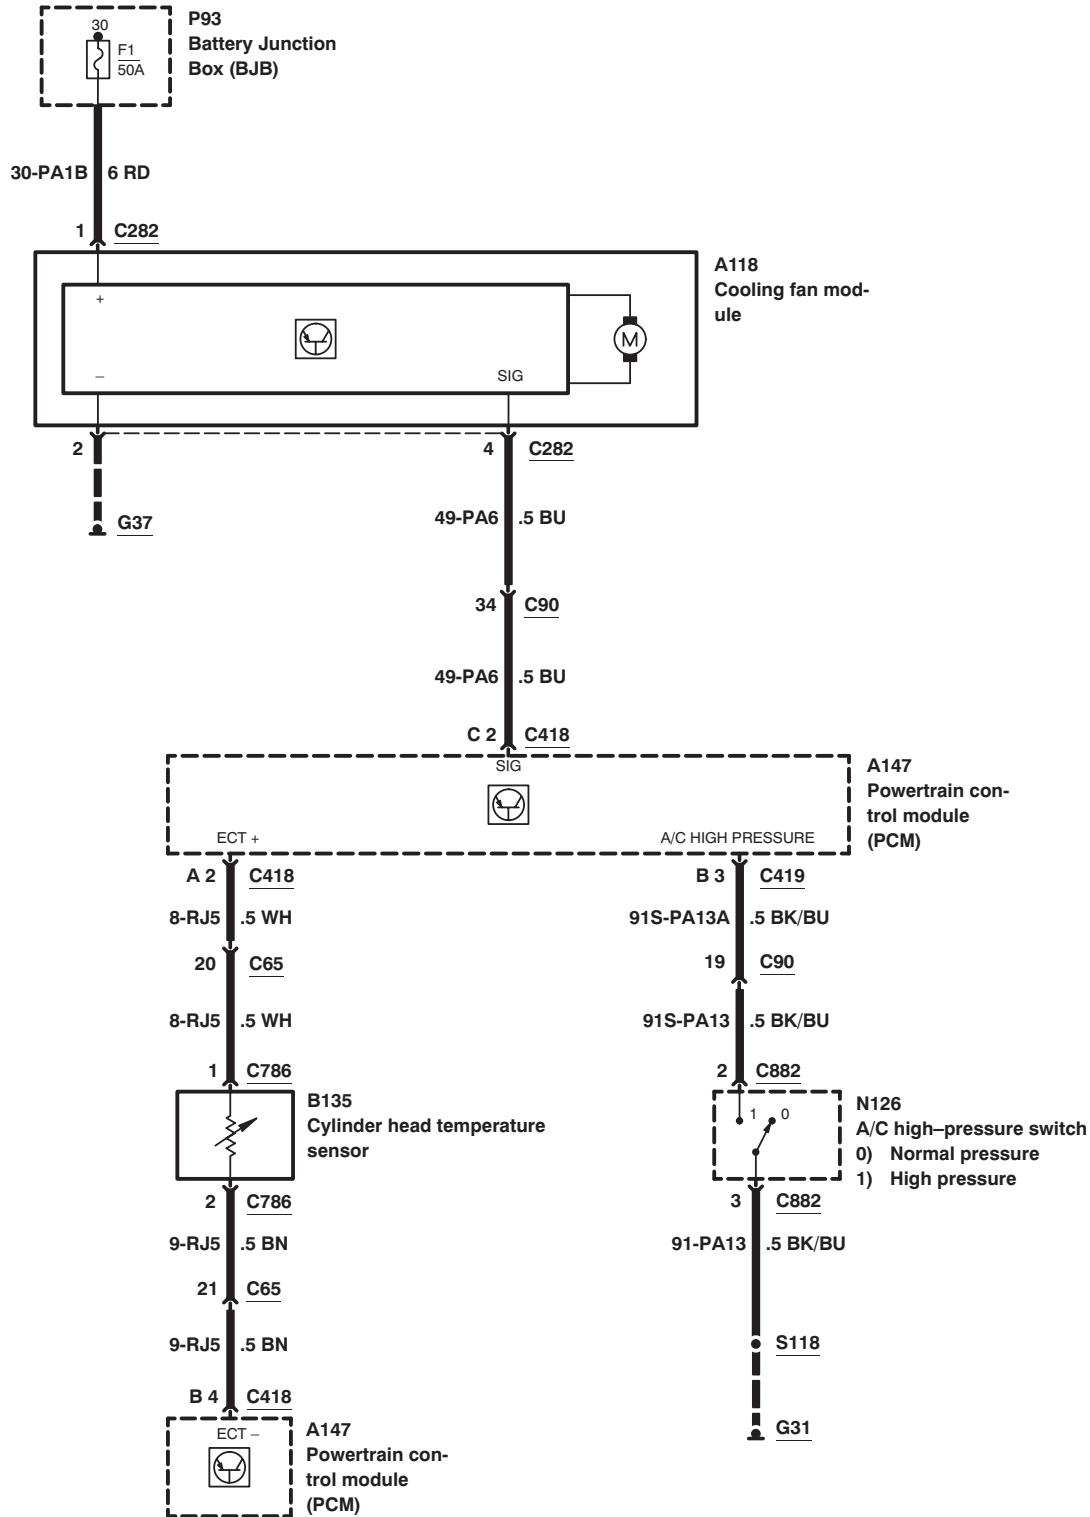 30
F1
50A
P93
Battery Junction
Box (BJB)
30-PA1B 6 RD
1 C282
A118
Cooling fan mod-
ule
+
M
–
SIG
2
4 C282
G37
49-PA6 .5 BU
34 C90
49-PA6 .5 BU
C 2 C418
SIG
A147
Powertrain con-
trol module
(PCM)
ECT + A/C HIGH PRESSURE
A 2 C418 B 3 C419
8-RJ5 .5 WH 91S-PA13A .5 BK/BU
20 C65 19 C90
8-RJ5 .5 WH 91S-PA13 .5 BK/BU
1 C786 2 C882
B135
Cylinder head temperature
sensor
1 0
N126
A/C high–pressure switch
0) Normal pressure
1) High pressure
2 C786 3 C882
9-RJ5 .5 BN 91-PA13 .5 BK/BU
21 C65
9-RJ5 .5 BN S118
B 4 C418
G31
ECT –
A147
Powertrain con-
trol module
(PCM)